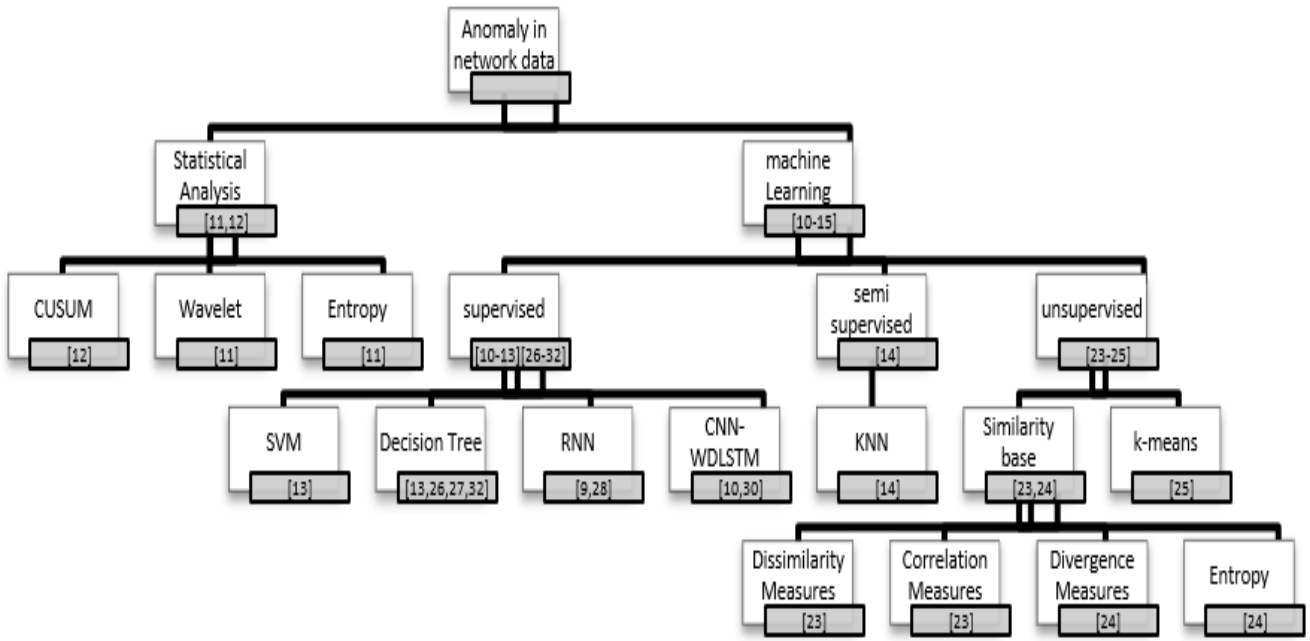 Anomaly in
network data
Statistical
Analysis
[11,12]
machine
Learning
[10-15]
CUSUM
[12]
Wavelet
[11]
Entropy
[11]
supervised
[10-13][26-32]
semi
supervised
[14]
unsupervised
[23-25]
SVM
[13]
Decision Tree
[13,26,27,32]
RNN
[9,28]
CNN-
WDLSTM
[10,30]
KNN
[14]
Similarity
base
[23,24]
k-means
[25]
Dissimilarity
Measures
[23]
Correlation
Measures
[23]
Divergence
Measures
[24]
Entropy
[24]